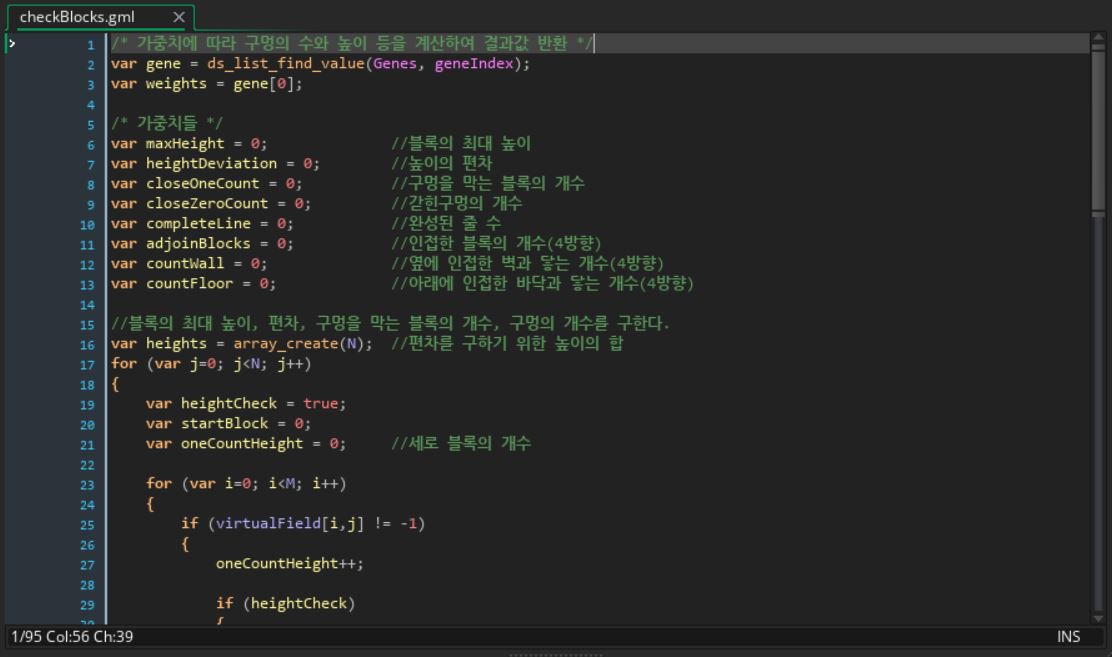 checkBlocks.gml
1 /* 가중치에 따라 구멍의 수와 높이 등을 계산하여 결과값 반환 */
2 var gene = ds_list_find_value(Genes, geneIndex);
3 var weights = gene[0];
4
5 /* 가중치들 */
6 var maxHeight = 0; //블록의 최대 높이
7 var heightDeviation = 0; //높이의 편차
8 var closeOneCount = 0; //구멍을 막는 블록의 개수
9 var closeZeroCount = 0; //갇힌구멍의 개수
10 var completeLine = 0; //완성된 줄 수
11 var adjoinBlocks = 0; //인접한 블록의 개수(4방향)
12 var countWall = 0; //옆에 인접한 벽과 닿는 개수(4방향)
13 var countFloor = 0; //아래에 인접한 바닥과 닿는 개수(4방향)
14
15 //블록의 최대 높이, 편차, 구멍을 막는 블록의 개수, 구멍의 개수를 구한다.
16 var heights = array_create(N); //편차를 구하기 위한 높이의 합
17 for (var j=0; j<N; j++)
18 {
19 var heightCheck = true;
20 var startBlock = 0;
21 var oneCountHeight = 0; //세로 블록의 개수
22
23 for (var i=0; i<M; i++)
24 {
25 if (virtualField[i,j] != -1)
26 {
27 oneCountHeight++;
28
29 if (heightCheck)
30 {
1/95 Col:56 Ch:39
INS